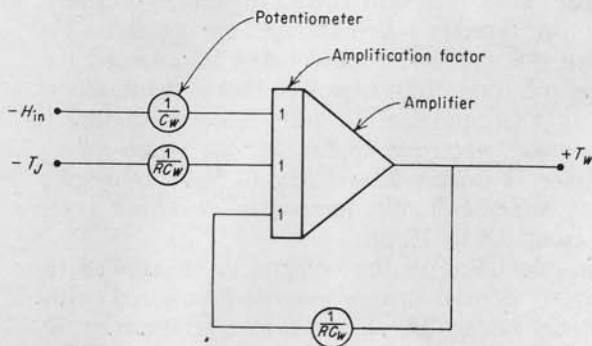 Potentiometer
Amplification factor
Amplifier
-H_in
1/C_W
1
-T_J
1/RC_W
1
+T_W
1
1/RC_W